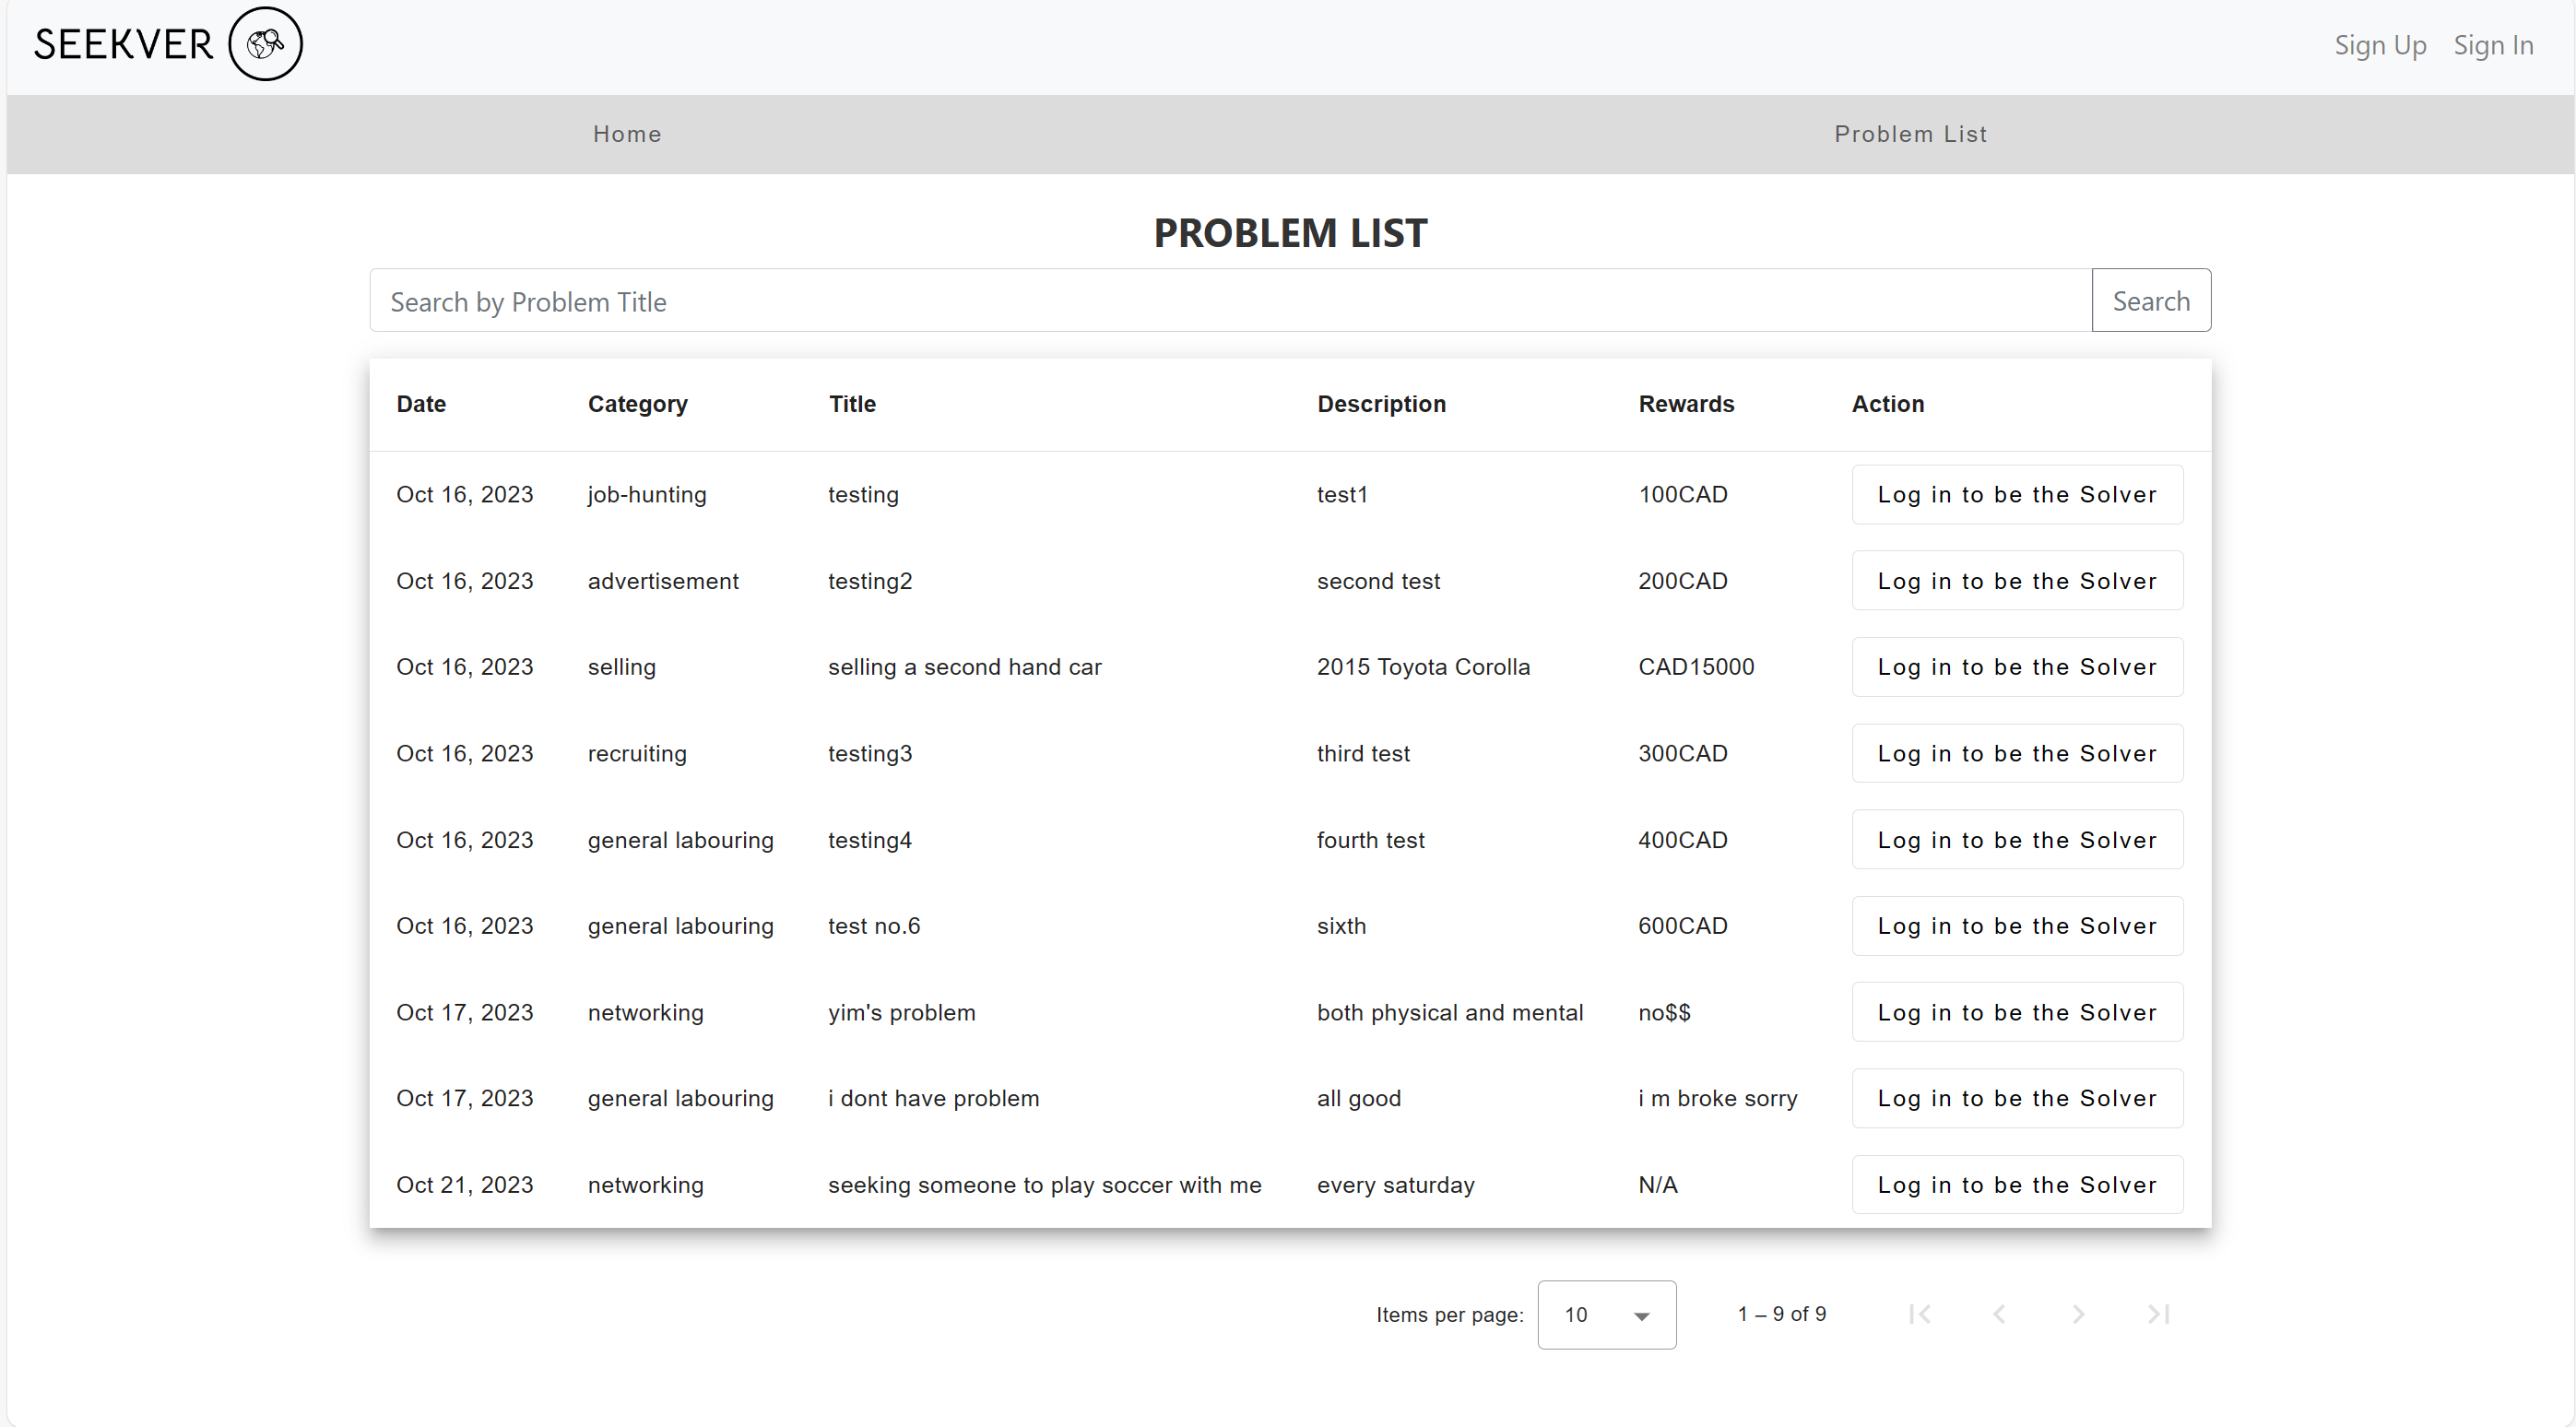 SEEKVER
Sign Up Sign In
Home Problem List
PROBLEM LIST
Search by Problem Title Search
Date Category Title Description Rewards Action
Oct 16, 2023 job-hunting testing test1 100CAD Log in to be the Solver
Oct 16, 2023 advertisement testing2 second test 200CAD Log in to be the Solver
Oct 16, 2023 selling selling a second hand car 2015 Toyota Corolla CAD15000 Log in to be the Solver
Oct 16, 2023 recruiting testing3 third test 300CAD Log in to be the Solver
Oct 16, 2023 general labouring testing4 fourth test 400CAD Log in to be the Solver
Oct 16, 2023 general labouring test no.6 sixth 600CAD Log in to be the Solver
Oct 17, 2023 networking yim's problem both physical and mental no$$ Log in to be the Solver
Oct 17, 2023 general labouring i dont have problem all good i m broke sorry Log in to be the Solver
Oct 21, 2023 networking seeking someone to play soccer with me every saturday N/A Log in to be the Solver
Items per page: 10 1 – 9 of 9